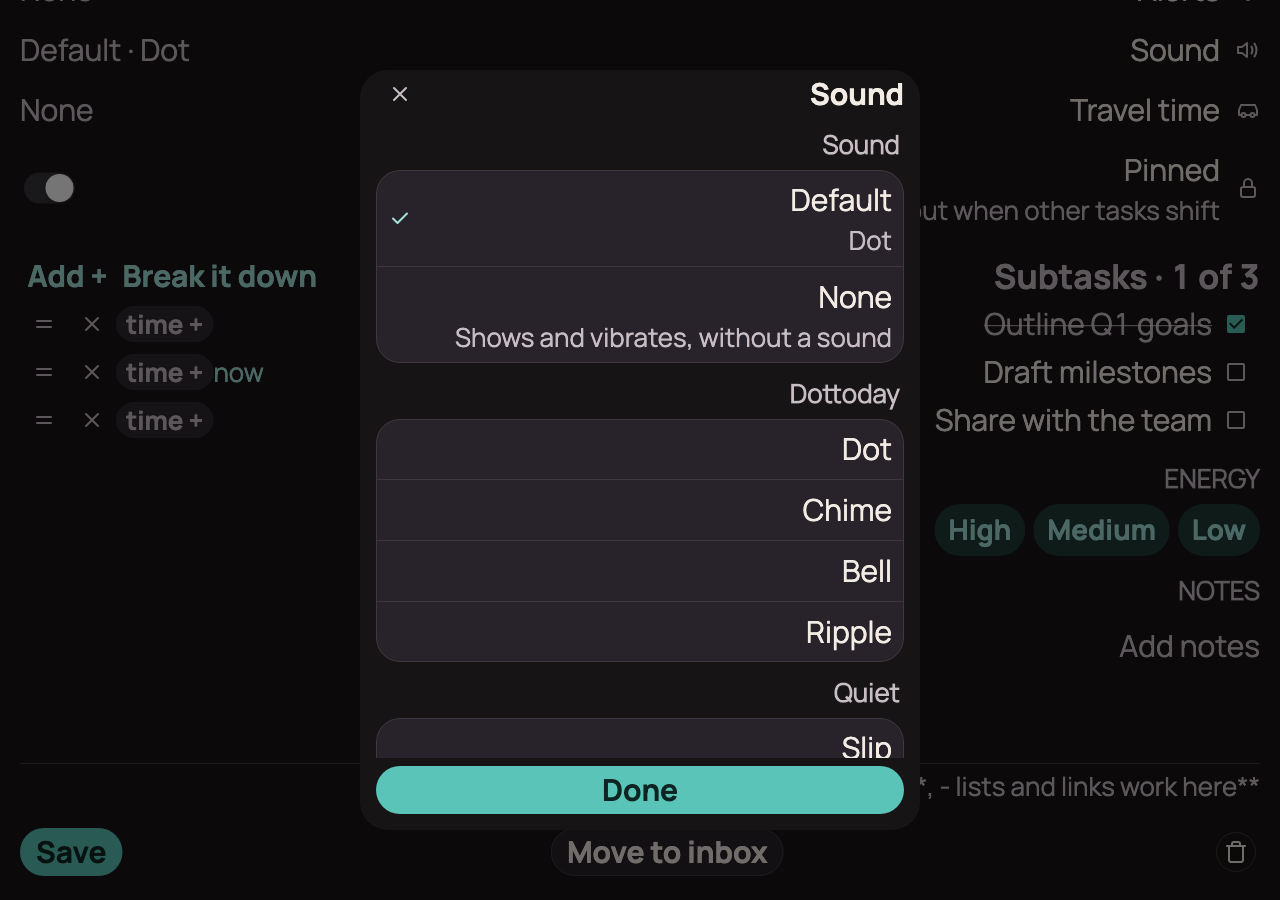 Default · Dot
Sound
None
Travel time
Pinned
out when other tasks shift
Add +
Break it down
Subtasks · 1 of 3
time +
Outline Q1 goals
time +
now
Draft milestones
time +
Share with the team
ENERGY
High
Medium
Low
NOTES
Add notes
*, - lists and links work here**
Save
Move to inbox
Sound
Sound
Default
Dot
None
Shows and vibrates, without a sound
Dottoday
Dot
Chime
Bell
Ripple
Quiet
Slip
Done